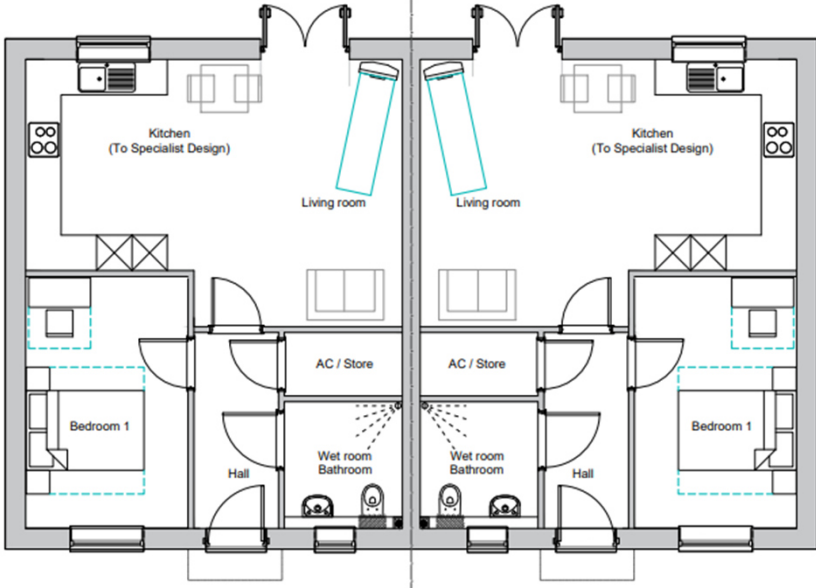 Kitchen
(To Specialist Design)
Living room
AC / Store
Bedroom 1
Wet room
Bathroom
Hall
Kitchen
(To Specialist Design)
Living room
AC / Store
Bedroom 1
Wet room
Bathroom
Hall